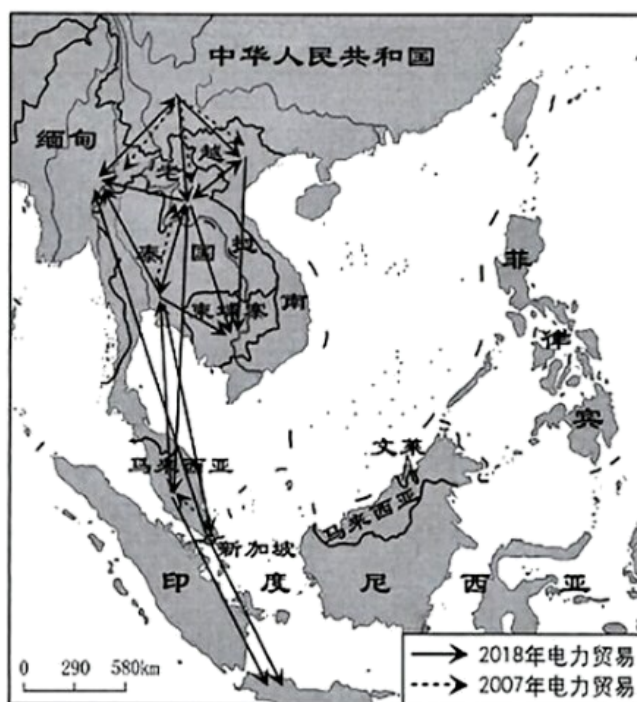 中华人民共和国
缅甸
越
老
挝
泰
国
柬埔寨
南
菲
律
宾
文莱
马来西亚
马来西亚
新加坡
印
度
尼
西
亚
0 290 580km
2018年电力贸易
2007年电力贸易